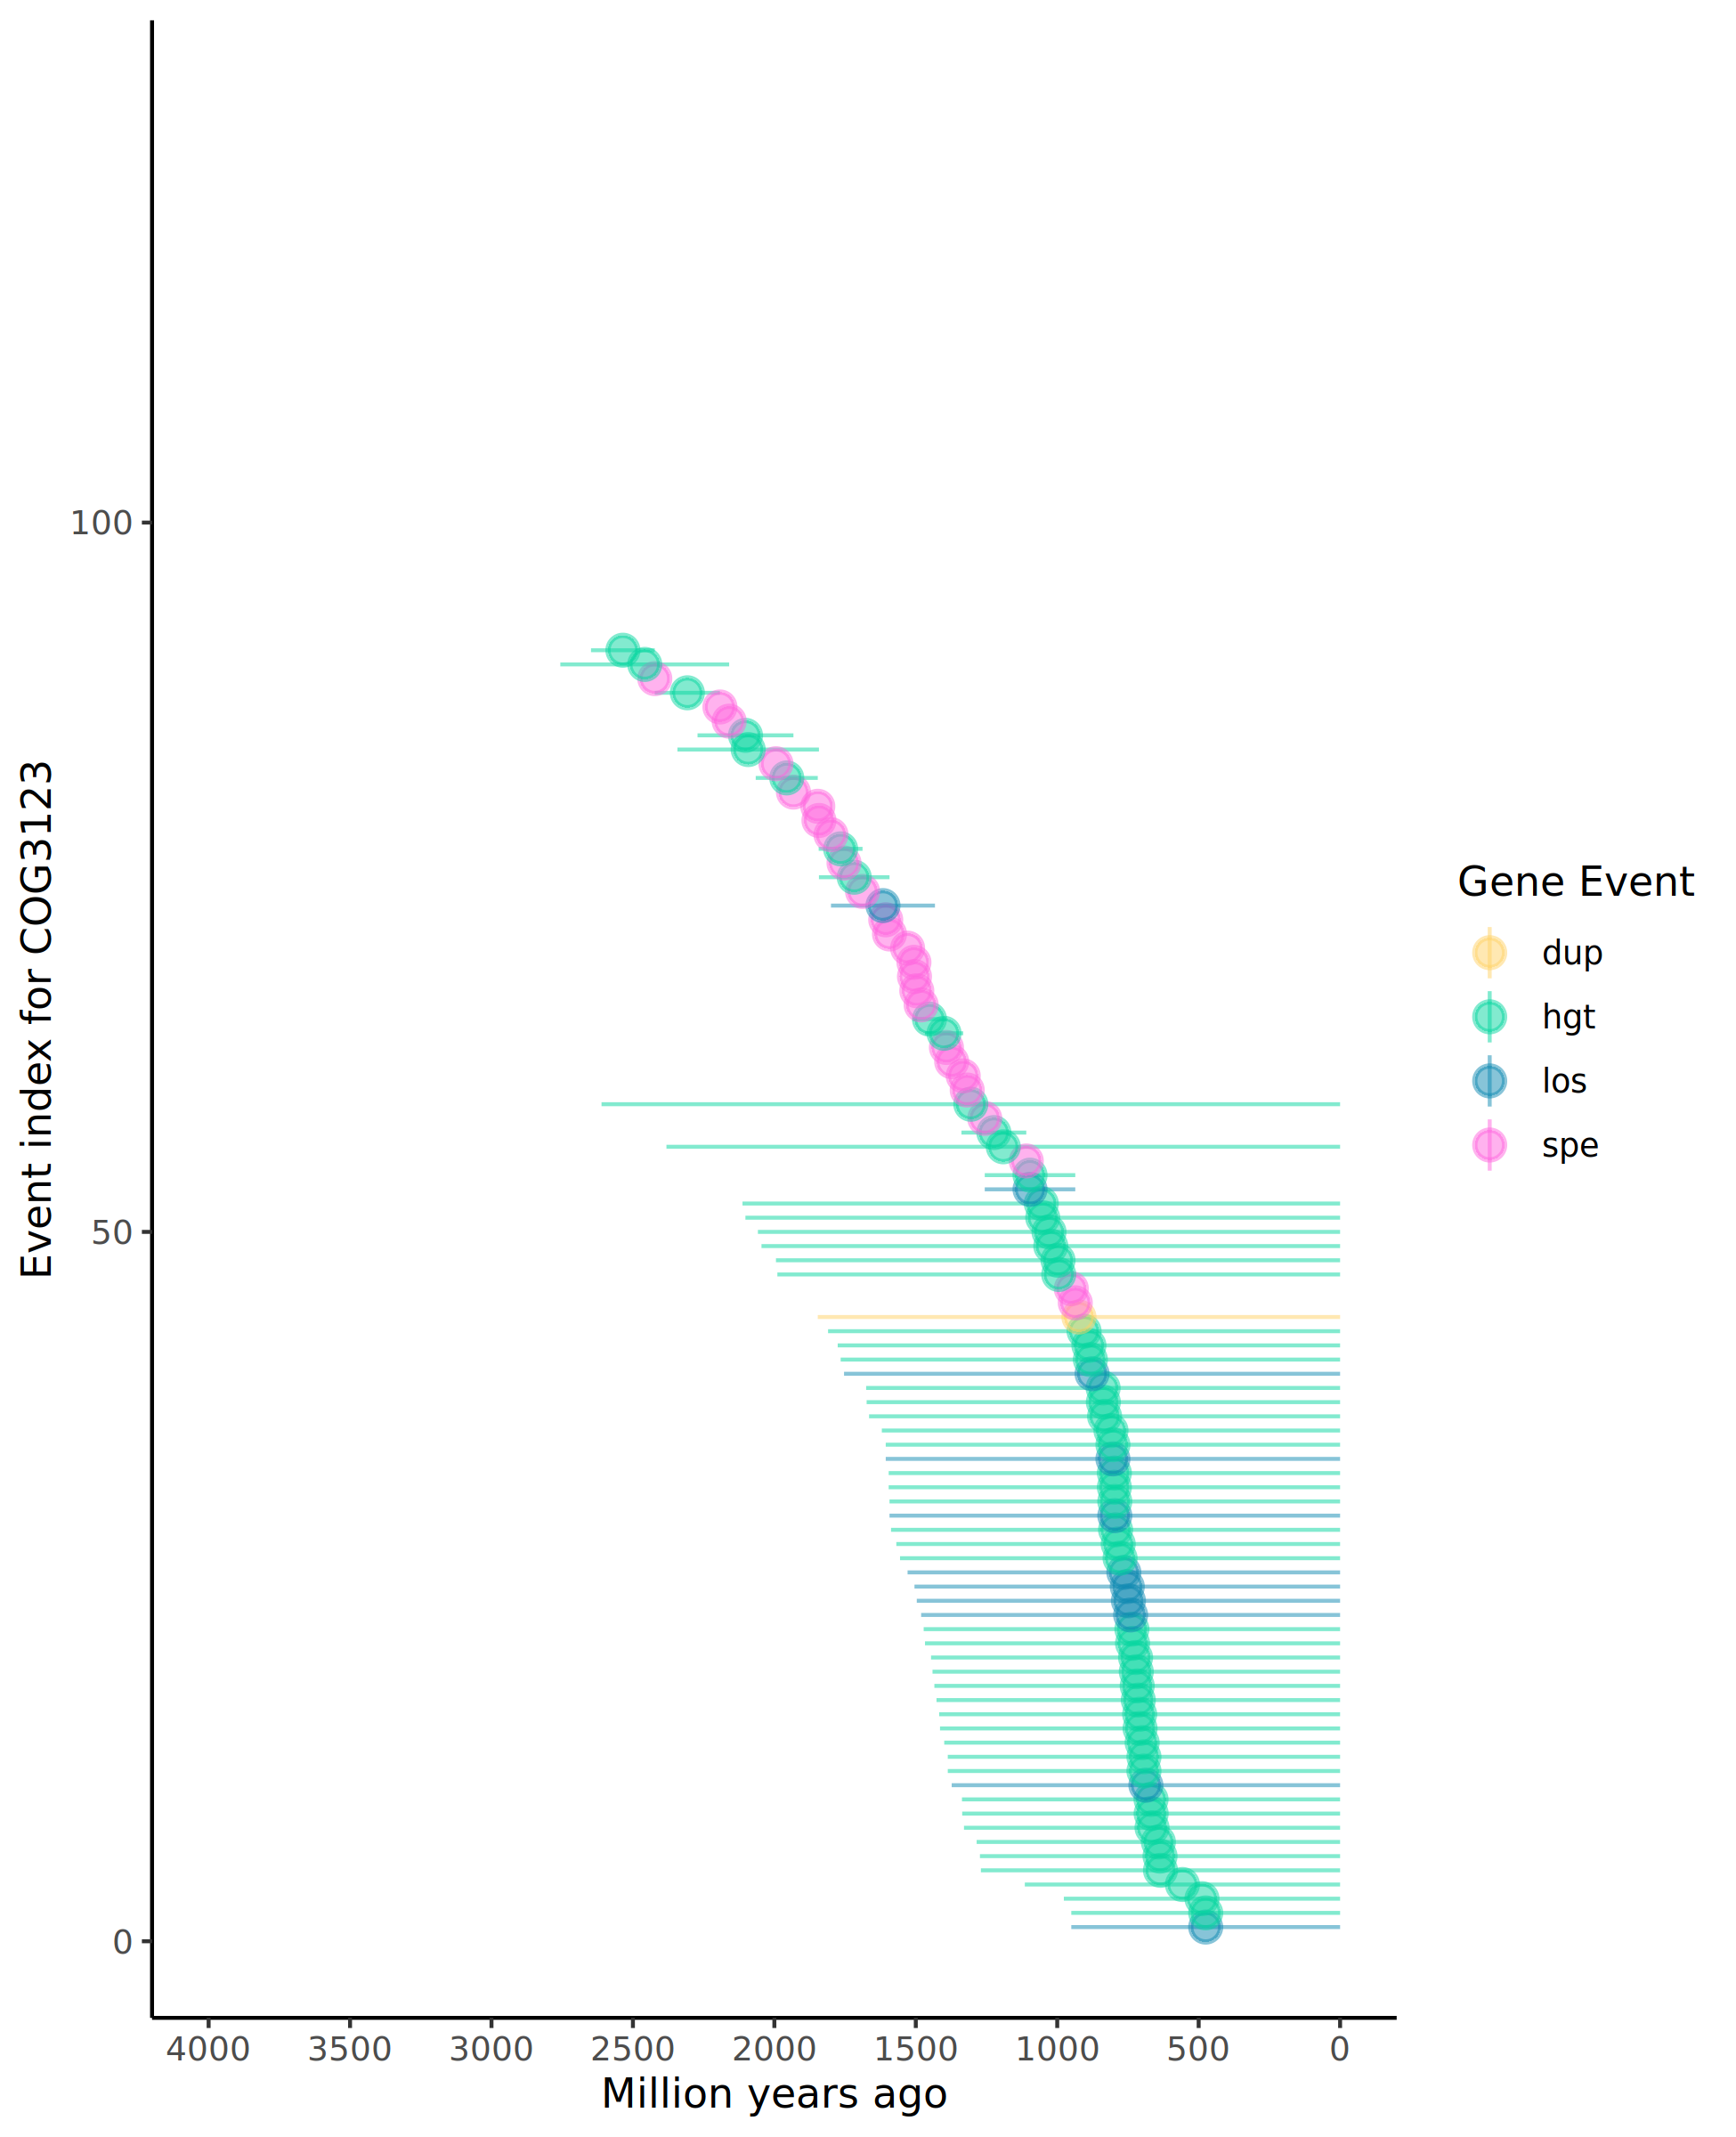 Event index for COG3123
100
50
0
4000 3500 3000 2500 2000 1500 1000 500 0
Million years ago
Gene Event
dup
hgt
los
spe